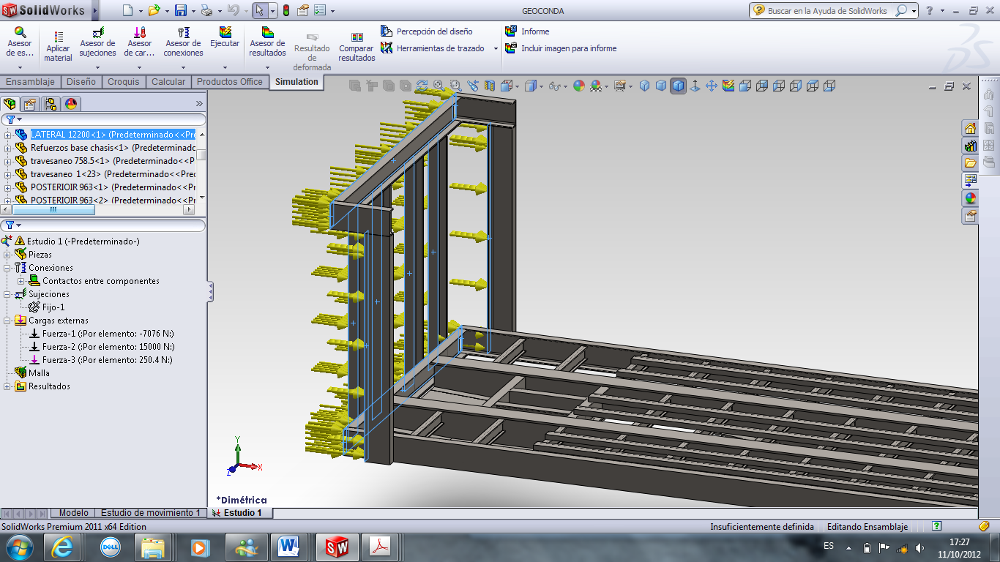 SolidWorks
GEOCONDA
Buscar en la Ayuda de SolidWorks
Asesor de es...
Aplicar material
Asesor de sujeciones
Asesor de car...
Asesor de conexiones
Ejecutar
Asesor de resultados
Resultado de deformada
Comparar resultados
Percepción del diseño
Herramientas de trazado
Informe
Incluir imagen para informe
Ensamblaje
Diseño
Croquis
Calcular
Productos Office
Simulation
LATERAL 12200<1> (Predeterminado<<Pre
Refuerzos base chasis<1> (Predeterminadc
travesaneo 758.5<1> (Predeterminado<<P
travesaneo 1<23> (Predeterminado<<Prec
POSTERIOIR 963<1> (Predeterminado<<Pr
POSTERIOIR 963<2> (Predeterminado<<Pr
Estudio 1 (-Predeterminado-)
Piezas
Conexiones
Contactos entre componentes
Sujeciones
Fijo-1
Cargas externas
Fuerza-1 (:Por elemento: -7076 N:)
Fuerza-2 (:Por elemento: 15000 N:)
Fuerza-3 (:Por elemento: 250.4 N:)
Malla
Resultados
Y
X
Z
*Dimétrica
Modelo
Estudio de movimiento 1
Estudio 1
SolidWorks Premium 2011 x64 Edition
Insuficientemente definida
Editando Ensamblaje
DELL
ES
17:27
11/10/2012